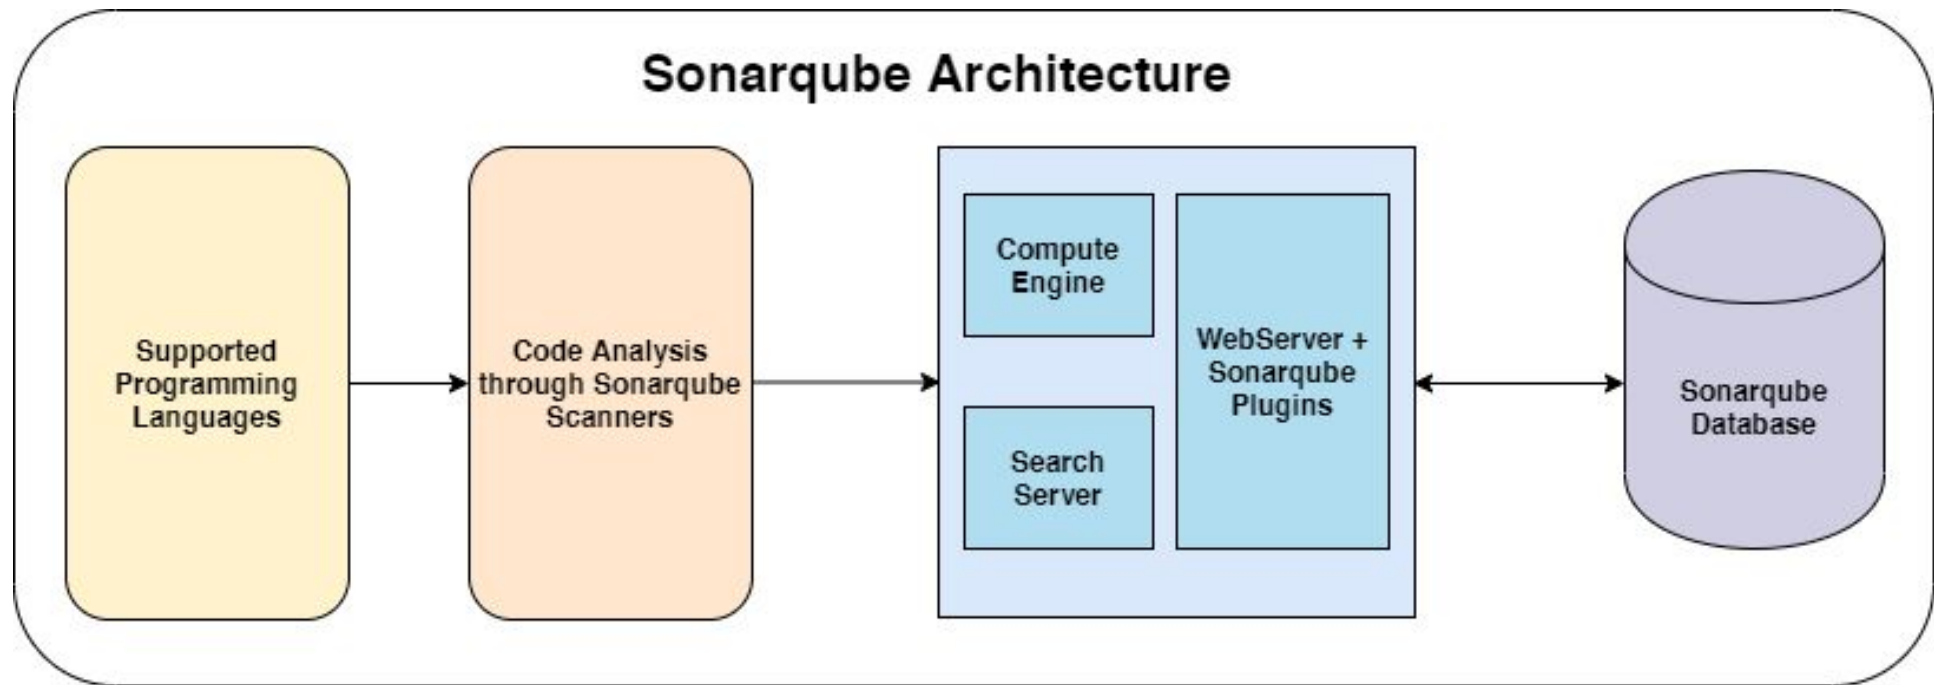 Sonarqube Architecture
Supported
Programming
Languages
Code Analysis
through Sonarqube
Scanners
Compute
Engine
Search
Server
WebServer +
Sonarqube
Plugins
Sonarqube
Database